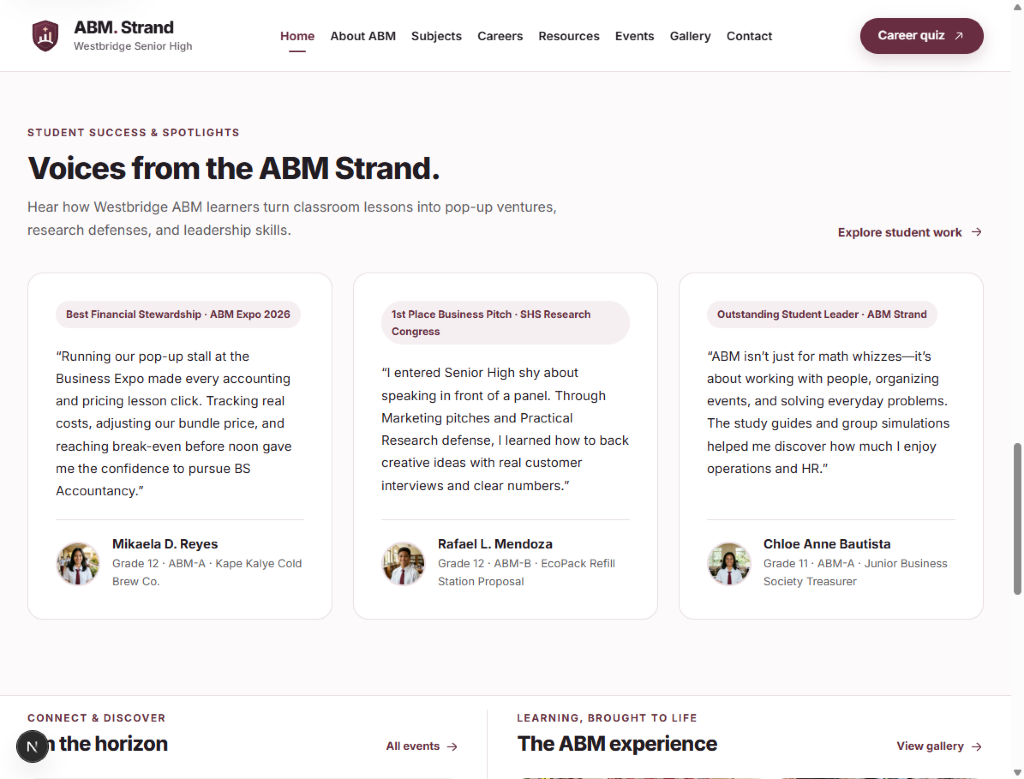 ABM. Strand
Westbridge Senior High
Home About ABM Subjects Careers Resources Events Gallery Contact
Career quiz ↗
STUDENT SUCCESS & SPOTLIGHTS
Voices from the ABM Strand.
Hear how Westbridge ABM learners turn classroom lessons into pop-up ventures,
research defenses, and leadership skills.
Explore student work →
Best Financial Stewardship · ABM Expo 2026
“Running our pop-up stall at the
Business Expo made every accounting
and pricing lesson click. Tracking real
costs, adjusting our bundle price, and
reaching break-even before noon gave
me the confidence to pursue BS
Accountancy.”
Mikaela D. Reyes
Grade 12 · ABM-A · Kape Kalye Cold
Brew Co.
1st Place Business Pitch · SHS Research
Congress
“I entered Senior High shy about
speaking in front of a panel. Through
Marketing pitches and Practical
Research defense, I learned how to back
creative ideas with real customer
interviews and clear numbers.”
Rafael L. Mendoza
Grade 12 · ABM-B · EcoPack Refill
Station Proposal
Outstanding Student Leader · ABM Strand
“ABM isn’t just for math whizzes—it’s
about working with people, organizing
events, and solving everyday problems.
The study guides and group simulations
helped me discover how much I enjoy
operations and HR.”
Chloe Anne Bautista
Grade 11 · ABM-A · Junior Business
Society Treasurer
CONNECT & DISCOVER
N
n the horizon
All events →
LEARNING, BROUGHT TO LIFE
The ABM experience
View gallery →